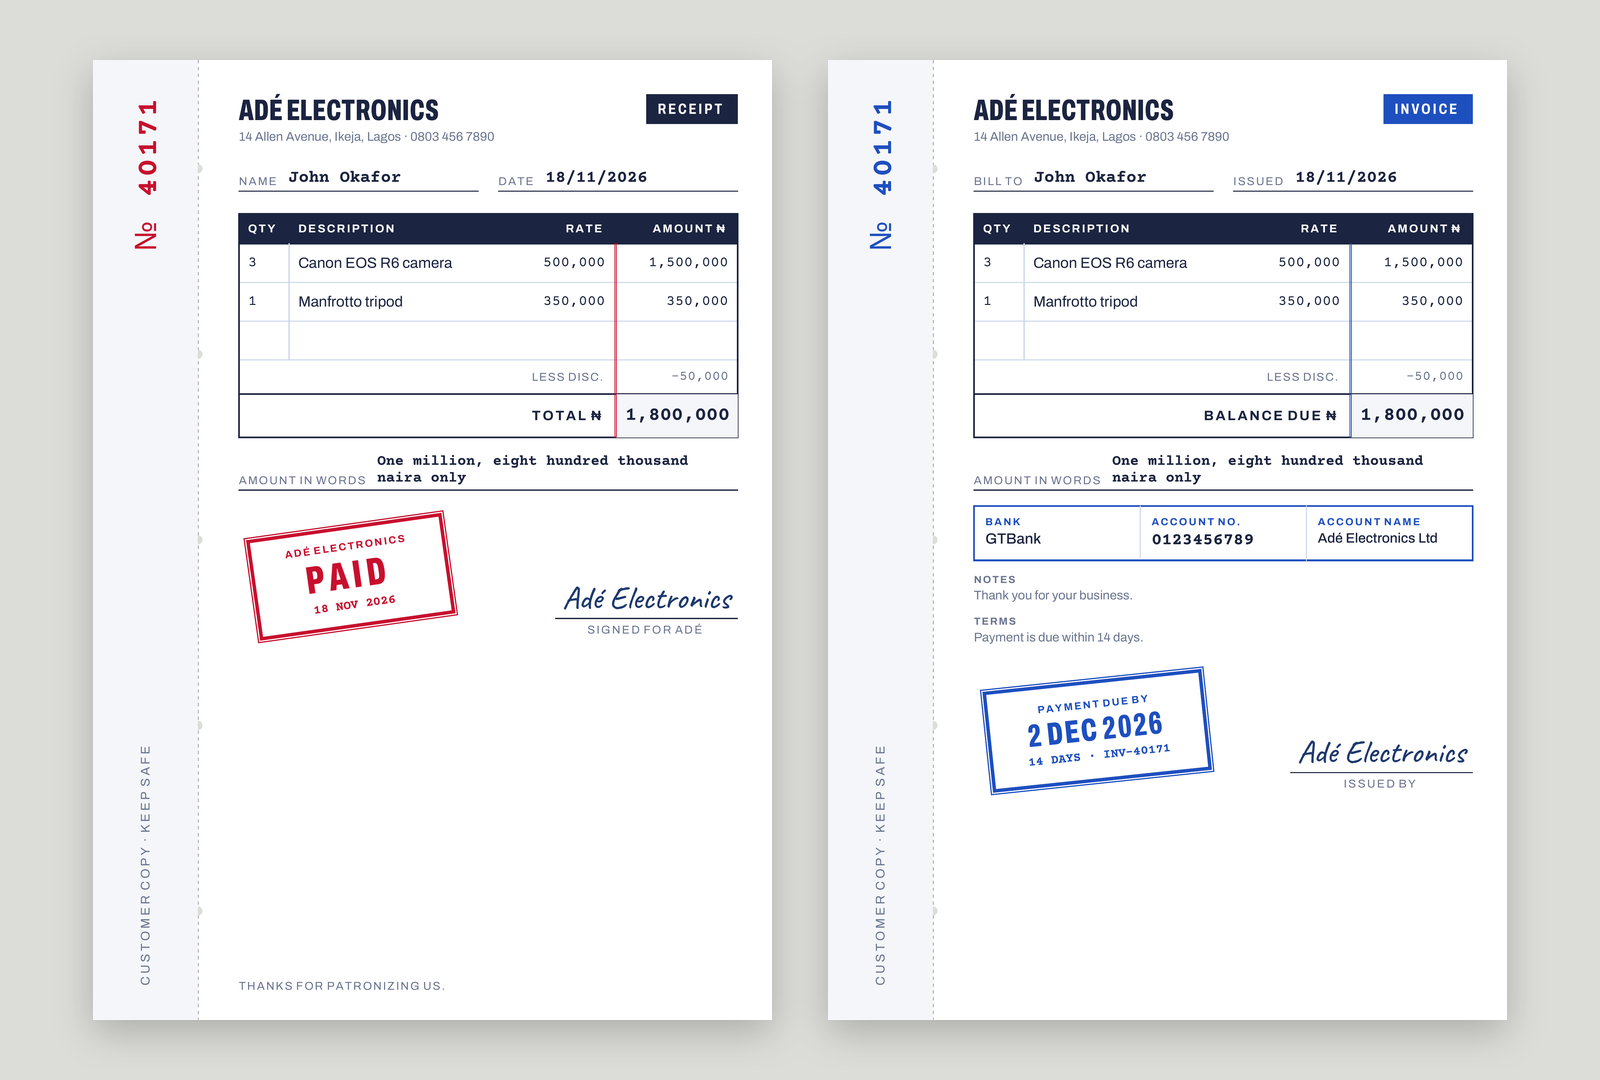 № 40171
ADÉ ELECTRONICS
RECEIPT
14 Allen Avenue, Ikeja, Lagos · 0803 456 7890
NAME John Okafor DATE 18/11/2026
QTY DESCRIPTION RATE AMOUNT ₦
3 Canon EOS R6 camera 500,000 1,500,000
1 Manfrotto tripod 350,000 350,000
LESS DISC. −50,000
TOTAL ₦ 1,800,000
One million, eight hundred thousand
AMOUNT IN WORDS naira only
ADÉ ELECTRONICS
PAID
18 NOV 2026
Adé Electronics
SIGNED FOR ADÉ
CUSTOMER COPY · KEEP SAFE
THANKS FOR PATRONIZING US.
№ 40171
ADÉ ELECTRONICS
INVOICE
14 Allen Avenue, Ikeja, Lagos · 0803 456 7890
BILL TO John Okafor ISSUED 18/11/2026
QTY DESCRIPTION RATE AMOUNT ₦
3 Canon EOS R6 camera 500,000 1,500,000
1 Manfrotto tripod 350,000 350,000
LESS DISC. −50,000
BALANCE DUE ₦ 1,800,000
One million, eight hundred thousand
AMOUNT IN WORDS naira only
BANK ACCOUNT NO. ACCOUNT NAME
GTBank 0123456789 Adé Electronics Ltd
NOTES
Thank you for your business.
TERMS
Payment is due within 14 days.
PAYMENT DUE BY
2 DEC 2026
14 DAYS · INV-40171
Adé Electronics
ISSUED BY
CUSTOMER COPY · KEEP SAFE